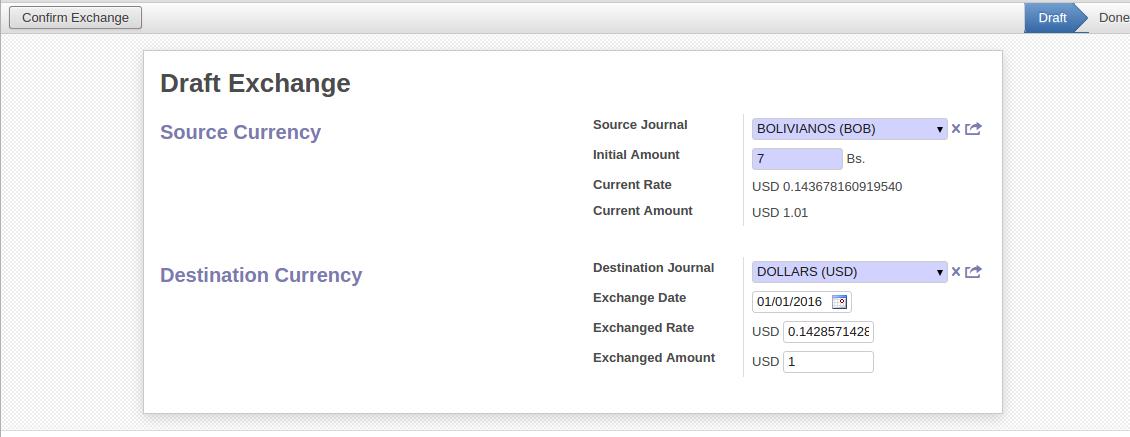 Confirm Exchange
Draft
Done
Draft Exchange
Source Currency
Source Journal
BOLIVIANOS (BOB)
Initial Amount
7 Bs.
Current Rate
USD 0.143678160919540
Current Amount
USD 1.01
Destination Currency
Destination Journal
DOLLARS (USD)
Exchange Date
01/01/2016
Exchanged Rate
USD 0.1428571428
Exchanged Amount
USD 1